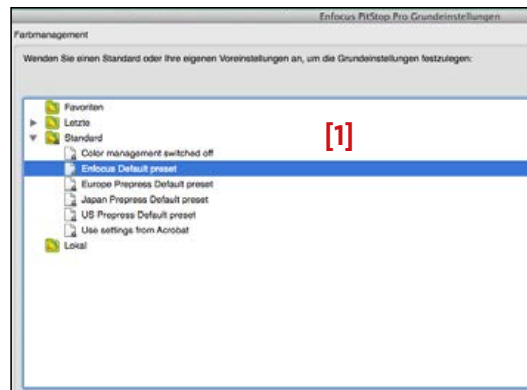 Enfocus PitStop Pro Grundeinstellungen
Farbmanagement
Wenden Sie einen Standard oder Ihre eigenen Voreinstellungen an, um die Grundeinstellungen festzulegen:
Favoriten
Letzte
[1]
Standard
Color management switched off
Enfocus Default preset
Europe Prepress Default preset
Japan Prepress Default preset
US Prepress Default preset
Use settings from Acrobat
Lokal